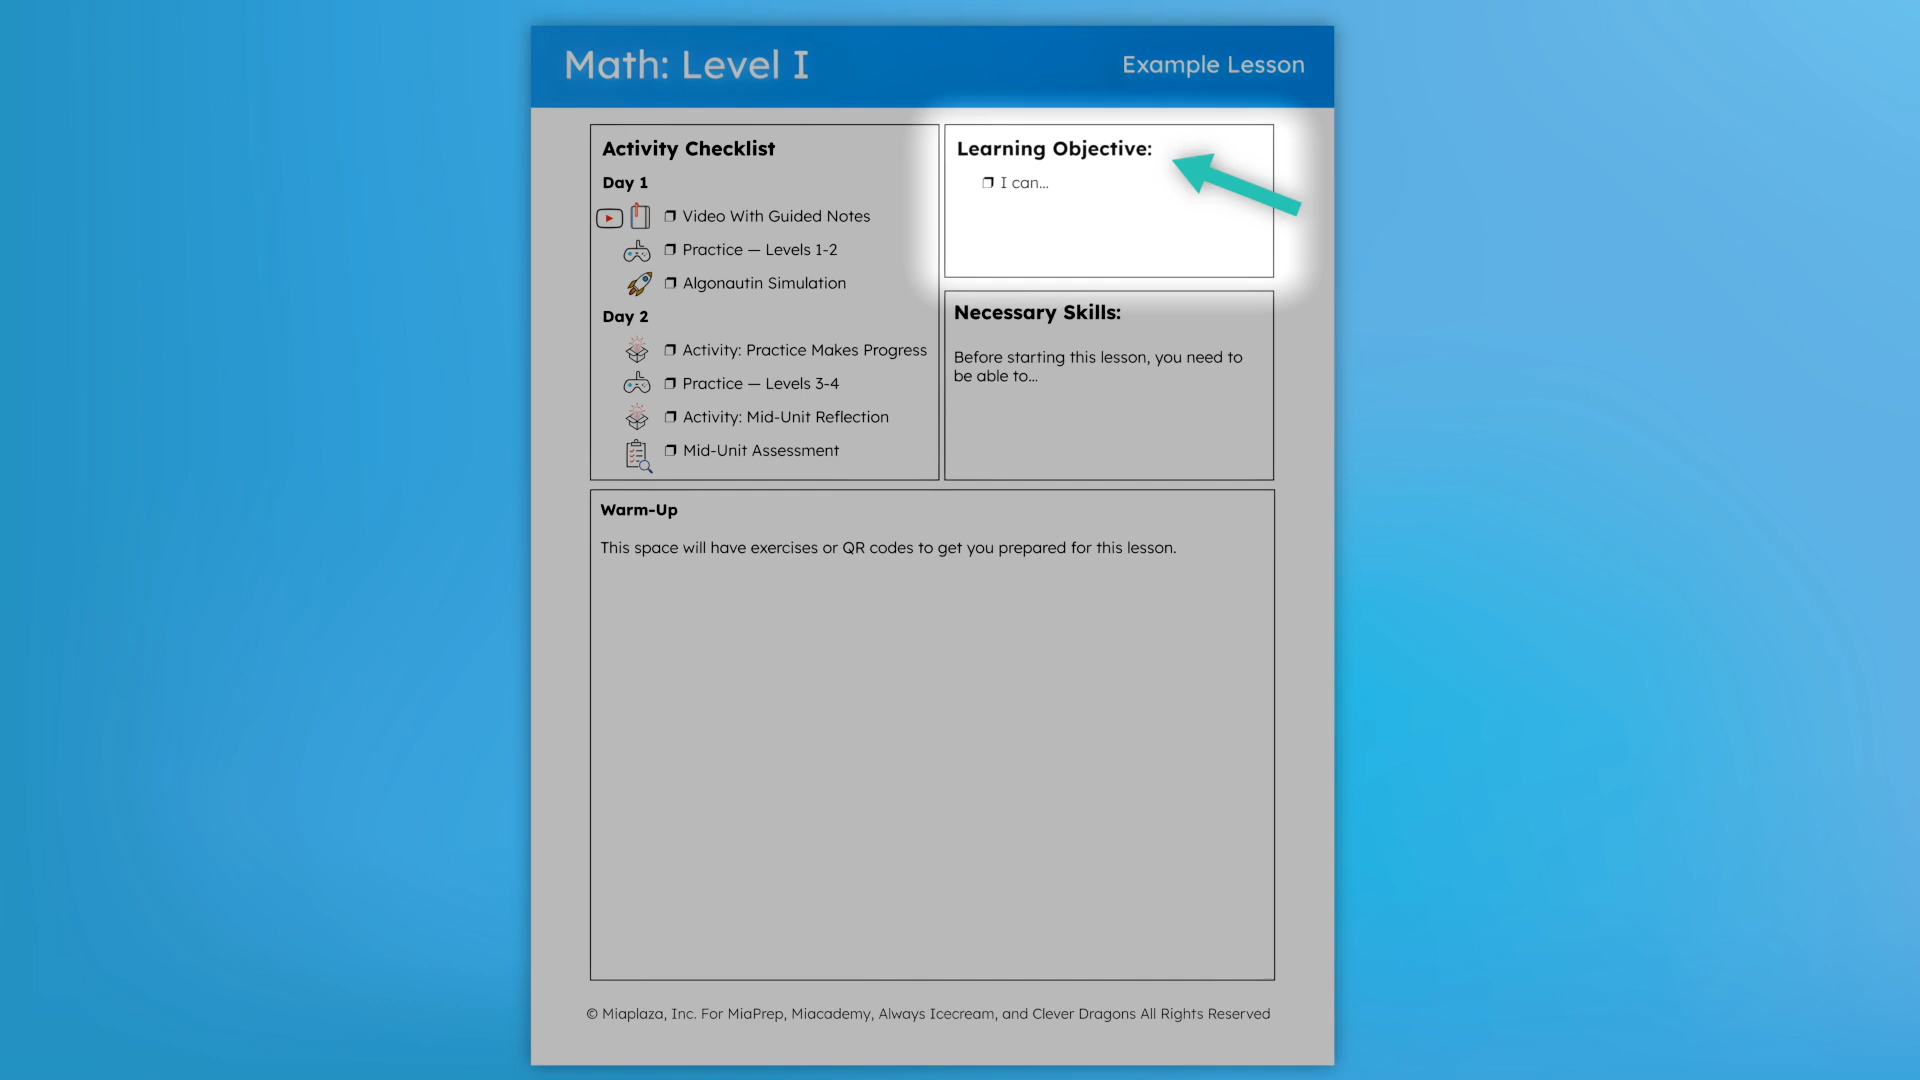 Math: Level I
Example Lesson
Activity Checklist
Day 1
❐ Video With Guided Notes
❐ Practice — Levels 1-2
❐ Algonautin Simulation
Day 2
❐ Activity: Practice Makes Progress
❐ Practice — Levels 3-4
❐ Activity: Mid-Unit Reflection
❐ Mid-Unit Assessment
Learning Objective:
❐ I can...
Necessary Skills:
Before starting this lesson, you need to
be able to...
Warm-Up
This space will have exercises or QR codes to get you prepared for this lesson.
© Miaplaza, Inc. For MiaPrep, Miacademy, Always Icecream, and Clever Dragons All Rights Reserved